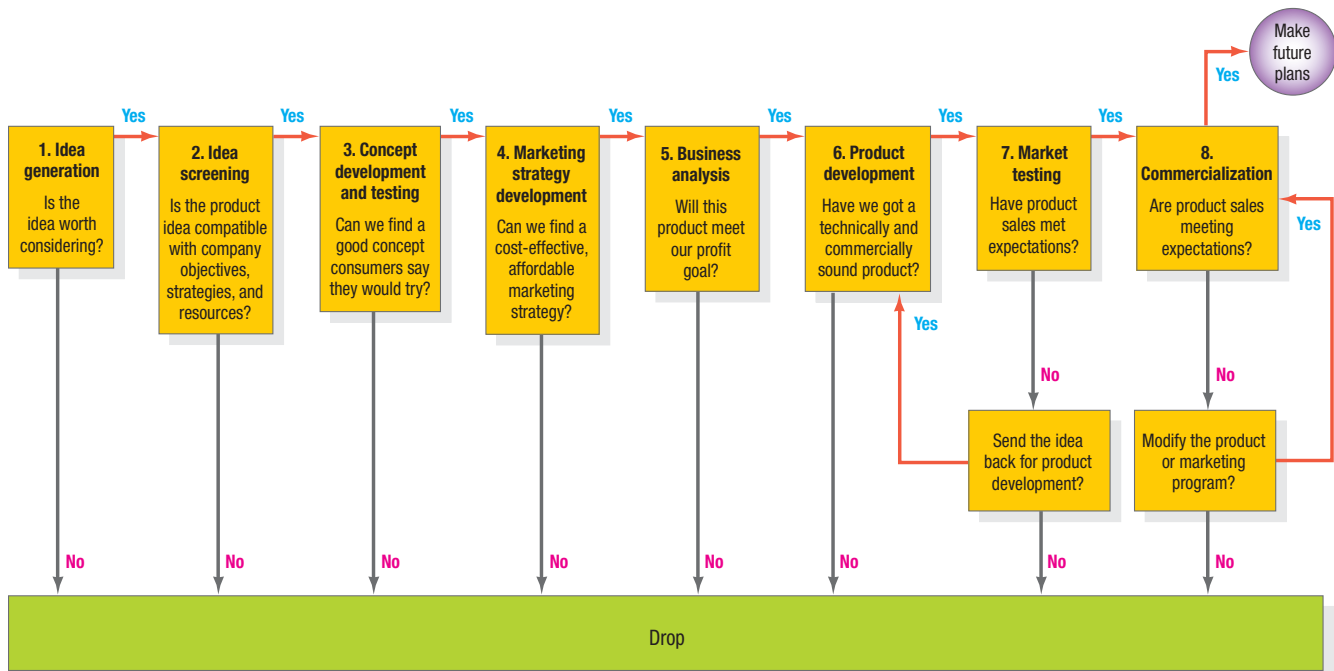 Make
future
plans
Yes
Yes
Yes
Yes
Yes
Yes
Yes
Yes
1. Idea
generation
Is the
idea worth
considering?
2. Idea
screening
Is the product
idea compatible
with company
objectives,
strategies, and
resources?
3. Concept
development
and testing
Can we find a
good concept
consumers say
they would try?
4. Marketing
strategy
development
Can we find a
cost-effective,
affordable
marketing
strategy?
5. Business
analysis
Will this
product meet
our profit
goal?
6. Product
development
Have we got a
technically and
commercially
sound product?
7. Market
testing
Have product
sales met
expectations?
8.
Commercialization
Are product sales
meeting
expectations?
Yes
Yes
No
No
Send the idea
back for product
development?
Modify the product
or marketing
program?
No
No
No
No
No
No
No
No
Drop